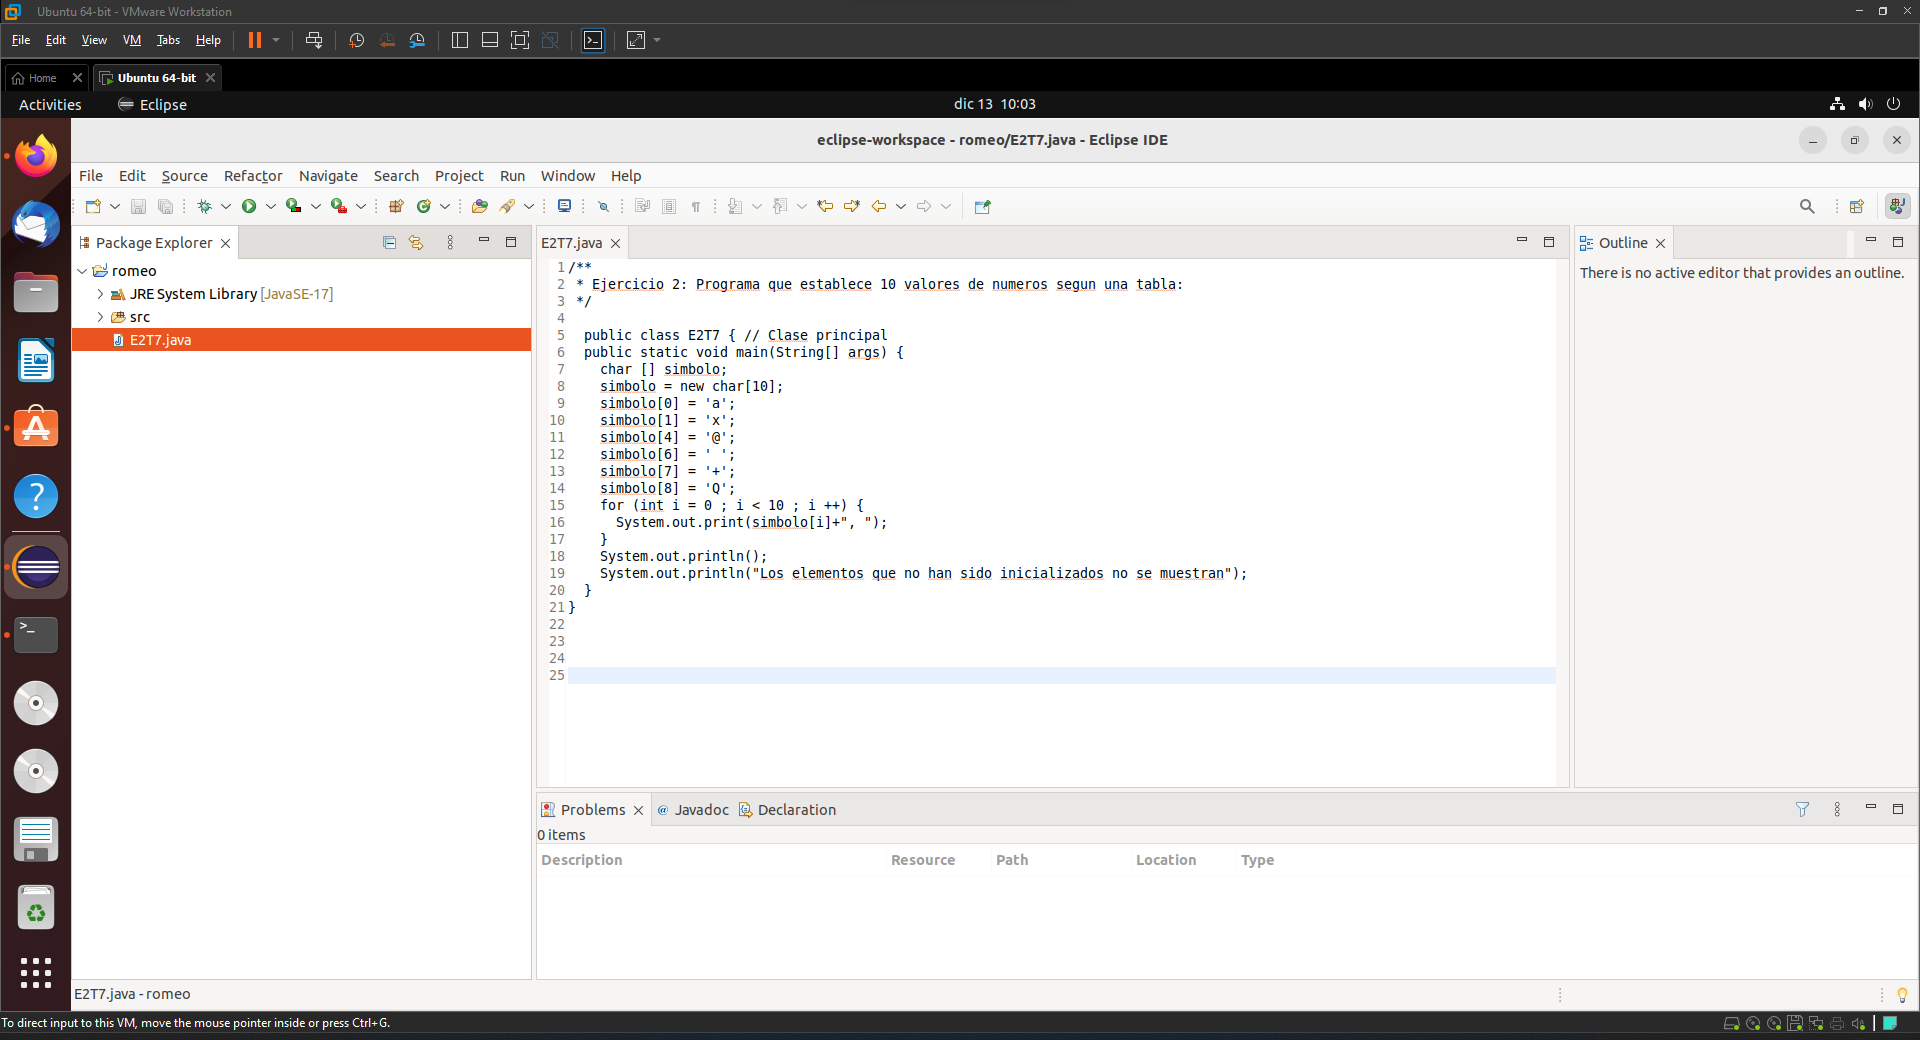 Ubuntu 64-bit - VMware Workstation
File Edit View VM Tabs Help
Home Ubuntu 64-bit
Activities Eclipse dic 13 10:03
eclipse-workspace - romeo/E2T7.java - Eclipse IDE
File Edit Source Refactor Navigate Search Project Run Window Help
Package Explorer
romeo
JRE System Library [JavaSE-17]
src
E2T7.java
E2T7.java
1 /**
2 * Ejercicio 2: Programa que establece 10 valores de numeros segun una tabla:
3 */
4
5 public class E2T7 { // Clase principal
6 public static void main(String[] args) {
7 char [] simbolo;
8 simbolo = new char[10];
9 simbolo[0] = 'a';
10 simbolo[1] = 'x';
11 simbolo[4] = '@';
12 simbolo[6] = ' ';
13 simbolo[7] = '+';
14 simbolo[8] = 'Q';
15 for (int i = 0 ; i < 10 ; i ++) {
16 System.out.print(simbolo[i]+", ");
17 }
18 System.out.println();
19 System.out.println("Los elementos que no han sido inicializados no se muestran");
20 }
21 }
22
23
24
25
Outline
There is no active editor that provides an outline.
Problems @ Javadoc Declaration
0 items
Description Resource Path Location Type
E2T7.java - romeo
To direct input to this VM, move the mouse pointer inside or press Ctrl+G.